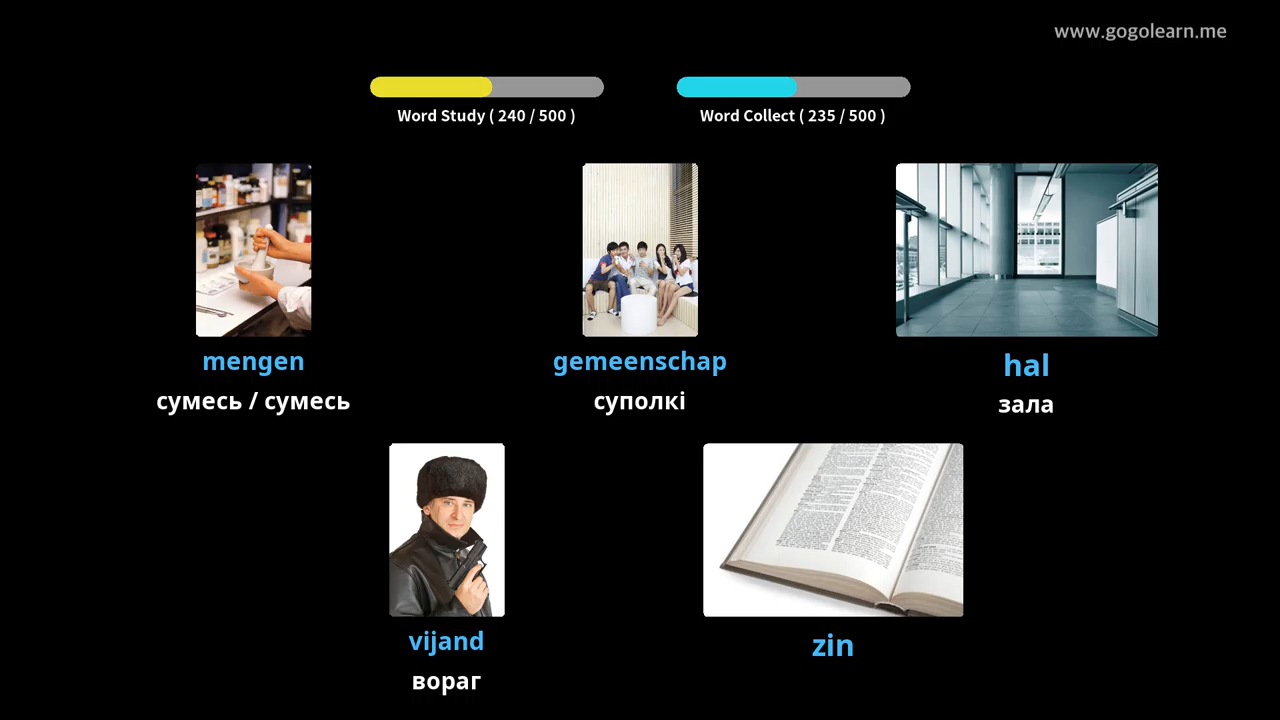 www.gogolearn.me
Word Study ( 240 / 500 )
Word Collect ( 235 / 500 )
mengen
сумесь / сумесь
gemeenschap
суполкі
hal
зала
vijand
вораг
zin